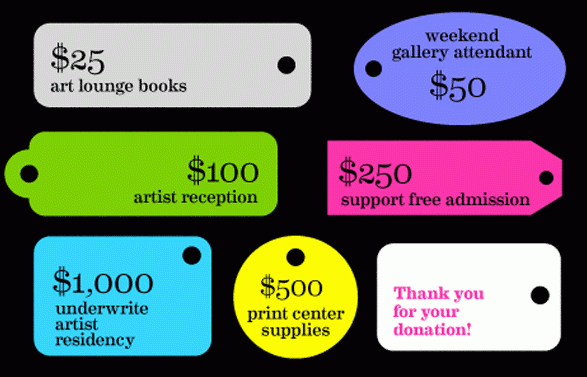 $25
art lounge books
weekend
gallery attendant
$50
$100
artist reception
$250
support free admission
$1,000
underwrite
artist
residency
$500
print center
supplies
Thank you
for your
donation!